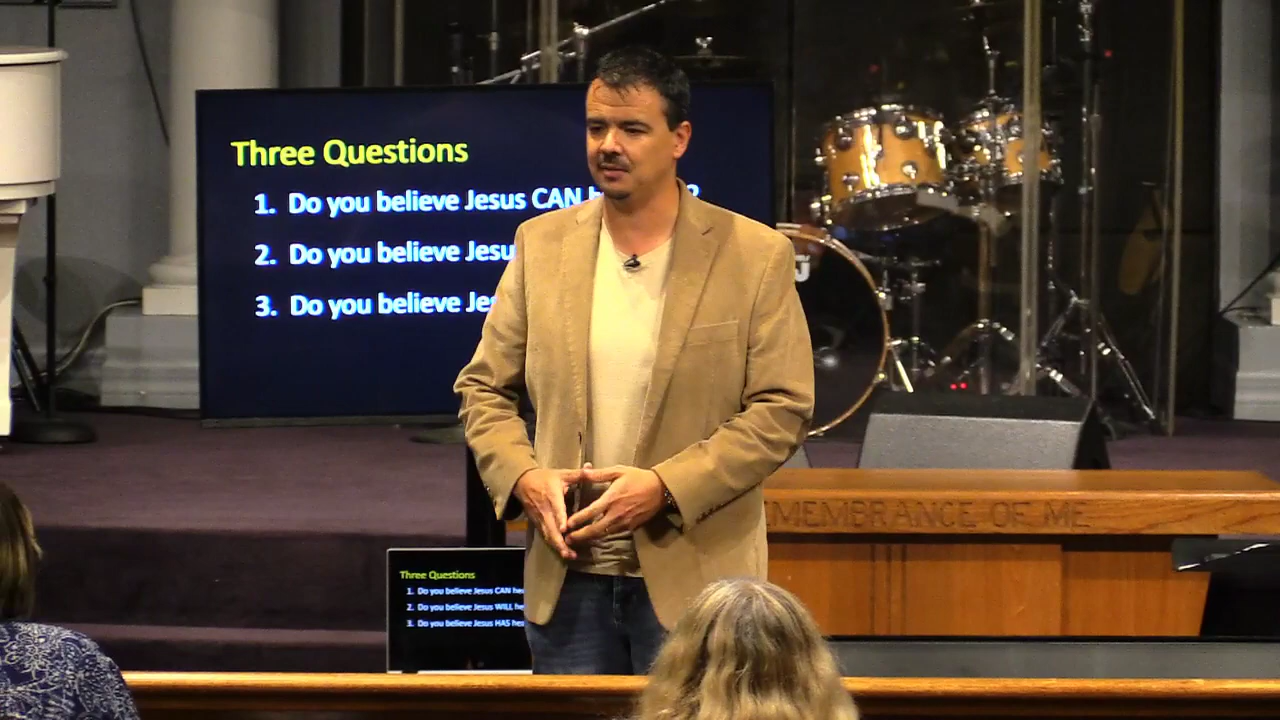 Three Questions
1. Do you believe Jesus CAN
2. Do you believe
3. Do you believe
EMEMBRANCE OF ME
Three Questions
1. Do you believe Jesus CAN
2. Do you believe Jesus WILL
3. Do you believe Jesus HAS